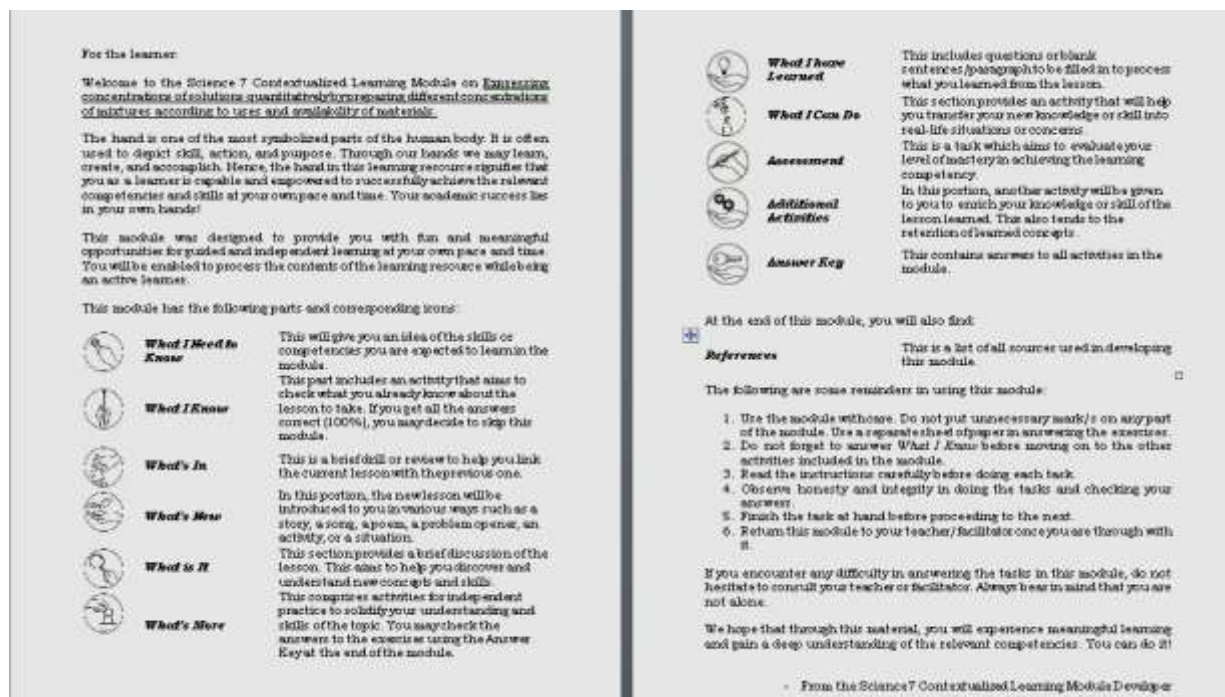 For the learner:
Welcome to the Science 7 Contextualized Learning Module on Expressing
concentrations of solutions quantitatively by preparing different concentrations
of mixtures according to uses and availability of materials.
The hand is one of the most symbolized parts of the human body. It is often
used to depict skill, action, and purpose. Through our hands we may learn,
create, and accomplish. Hence, the hand in this learning resource signifies that
you as a learner is capable and empowered to successfully achieve the relevant
competencies and skills at your own pace and time. Your academic success lies
in your own hands!
This module was designed to provide you with fun and meaningful
opportunities for guided and independent learning at your own pace and time.
You will be enabled to process the contents of the learning resource while being
an active learner.
This module has the following parts and corresponding icons:
What I Need to
Know
This will give you an idea of the skills or
competencies you are expected to learn in the
module.
What I Know
This part includes an activity that aims to
check what you already know about the
lesson to take. If you get all the answers
correct (100%), you may decide to skip this
module.
What's In
This is a brief drill or review to help you link
the current lesson with the previous one.
What's New
In this portion, the new lesson will be
introduced to you in various ways such as a
story, a song, a poem, a problem opener, an
activity, or a situation.
What is It
This section provides a brief discussion of the
lesson. This aims to help you discover and
understand new concepts and skills.
What's More
This comprises activities for independent
practice to solidify your understanding and
skills of the topic. You may check the
answers to the exercises using the Answer
Key at the end of the module.
What I have
Learned
This includes questions or blank
sentences/paragraph to be filled in to process
what you learned from the lesson.
What I Can Do
This section provides an activity that will help
you transfer your new knowledge or skill into
real-life situations or concerns.
Assessment
This is a task which aims to evaluate your
level of mastery in achieving the learning
competency.
Additional
Activities
In this portion, another activity will be given
to you to enrich your knowledge or skill of the
lesson learned. This also tends to the
retention of learned concepts.
Answer Key
This contains answers to all activities in the
module.
At the end of this module, you will also find:
References
This is a list of all sources used in developing
this module.
The following are some reminders in using this module:
1. Use the module with care. Do not put unnecessary mark/s on any part
of the module. Use a separate sheet of paper in answering the exercises.
2. Do not forget to answer What I Know before moving on to the other
activities included in the module.
3. Read the instructions carefully before doing each task.
4. Observe honesty and integrity in doing the tasks and checking your
answers.
5. Finish the task at hand before proceeding to the next.
6. Return this module to your teacher/facilitator once you are through with
it.
If you encounter any difficulty in answering the tasks in this module, do not
hesitate to consult your teacher or facilitator. Always bear in mind that you are
not alone.
We hope that through this material, you will experience meaningful learning
and gain a deep understanding of the relevant competencies. You can do it!
- From the Science 7 Contextualized Learning Module Developer